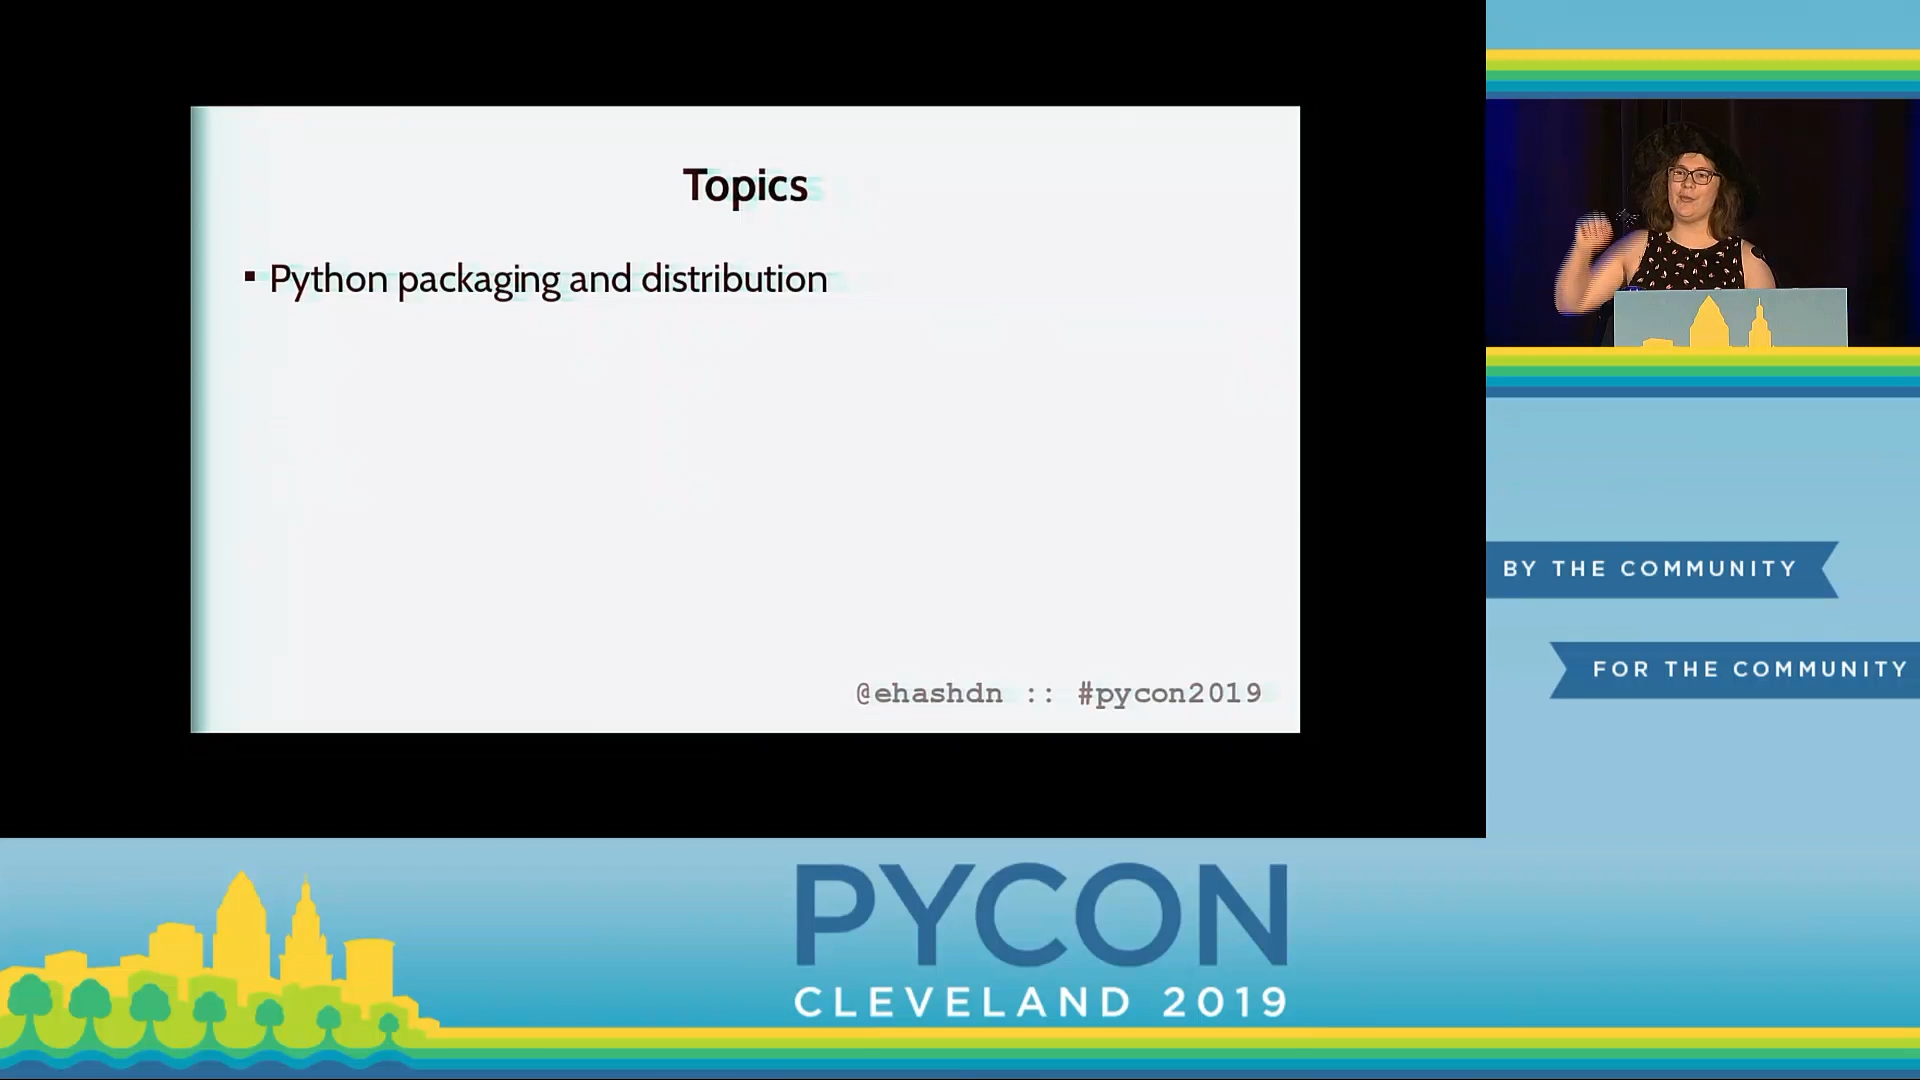 Topics
▪ Python packaging and distribution
@ehashdn :: #pycon2019
BY THE COMMUNITY
FOR THE COMMUNITY
PYCON
CLEVELAND 2019